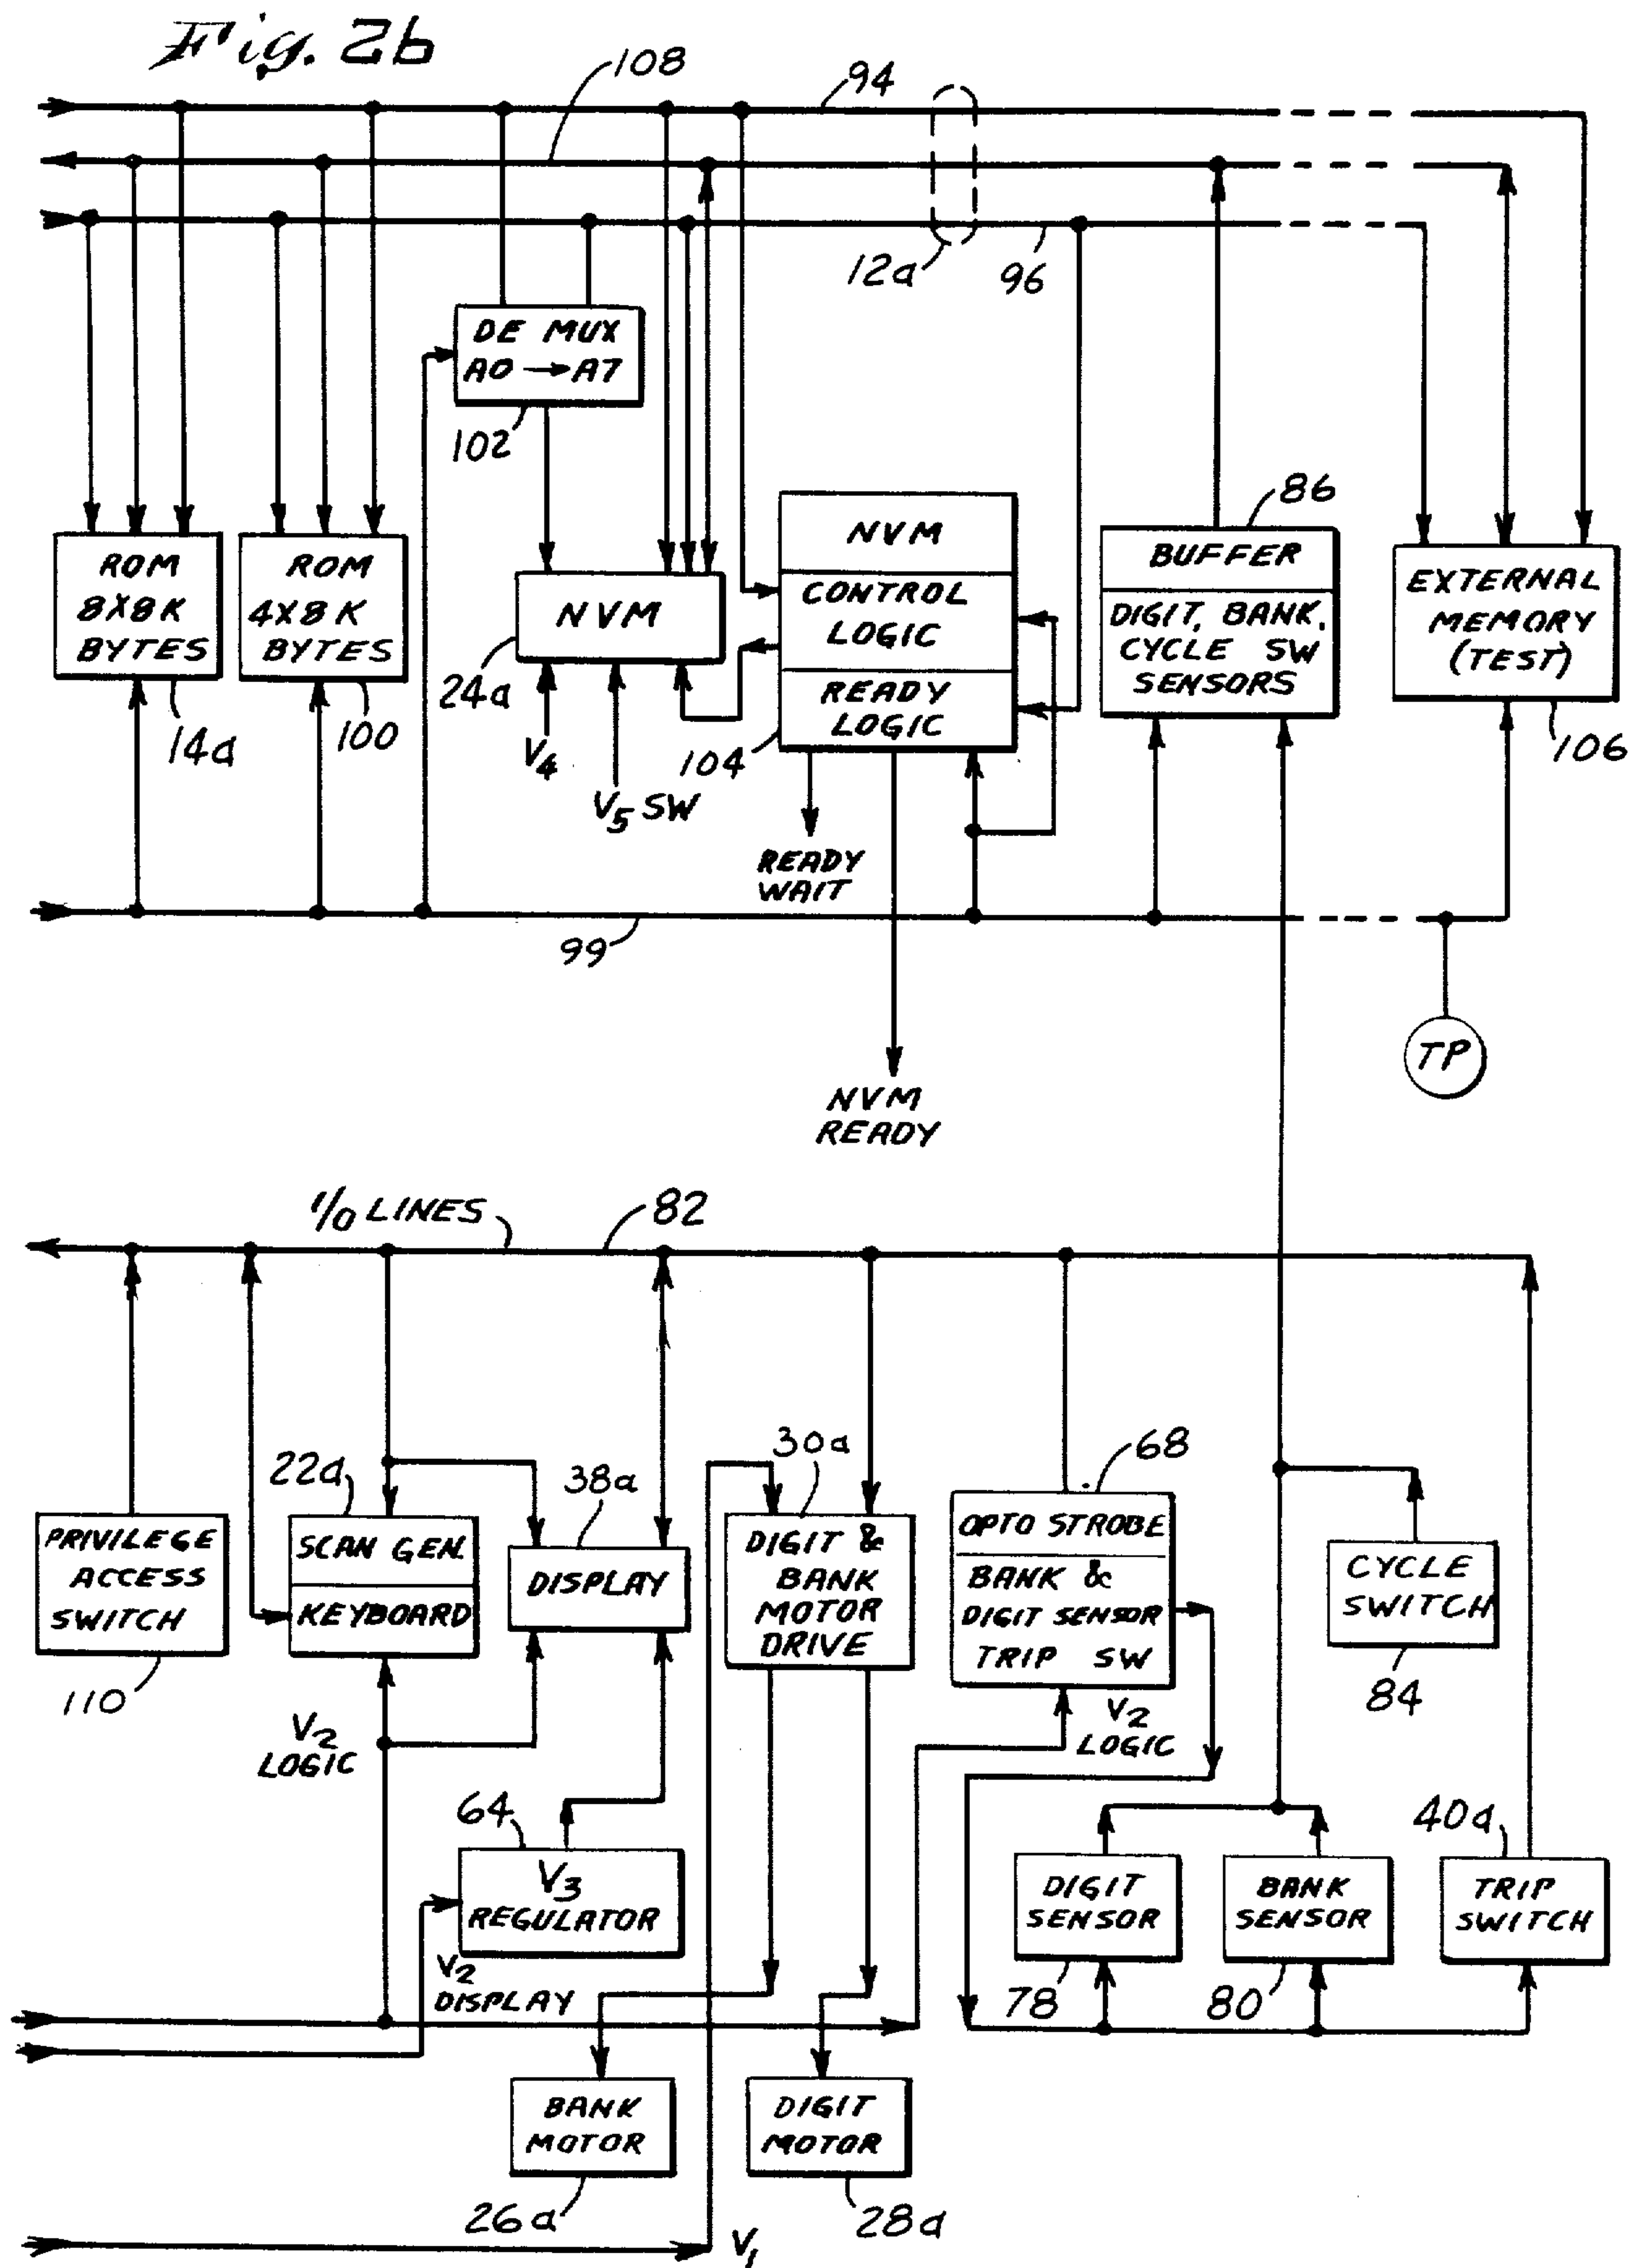 Fig. 2b
108
94
12a
96
DE MUX
A0 → A7
102
86
ROM
8X8K
BYTES
14a
ROM
4X8K
BYTES
100
NVM
24a
V4
V5 SW
NVM
CONTROL
LOGIC
READY
LOGIC
104
BUFFER
DIGIT, BANK,
CYCLE SW
SENSORS
EXTERNAL
MEMORY
(TEST)
106
READY
WAIT
99
TP
NVM
READY
I/O LINES
82
22a
38a
30a
68
PRIVILEGE
ACCESS
SWITCH
110
SCAN GEN.
KEYBOARD
DISPLAY
DIGIT &
BANK
MOTOR
DRIVE
OPTO STROBE
BANK &
DIGIT SENSOR
TRIP SW
CYCLE
SWITCH
84
V2
LOGIC
V2
LOGIC
64
V3
REGULATOR
40a
DIGIT
SENSOR
78
BANK
SENSOR
80
TRIP
SWITCH
V2
DISPLAY
BANK
MOTOR
26a
DIGIT
MOTOR
28a
V1